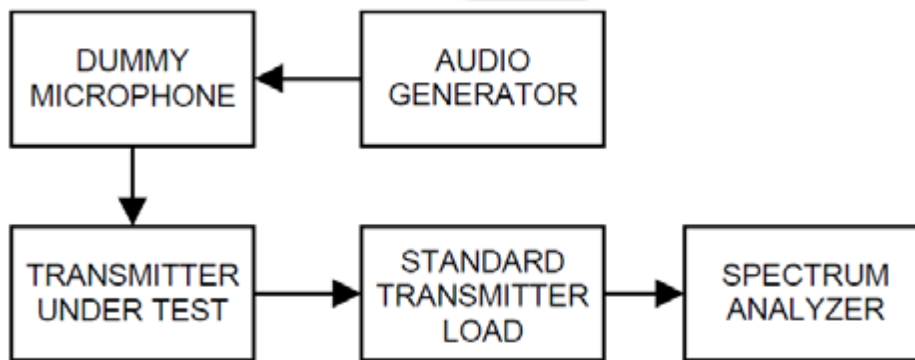 DUMMY
MICROPHONE
AUDIO
GENERATOR
TRANSMITTER
UNDER TEST
STANDARD
TRANSMITTER
LOAD
SPECTRUM
ANALYZER